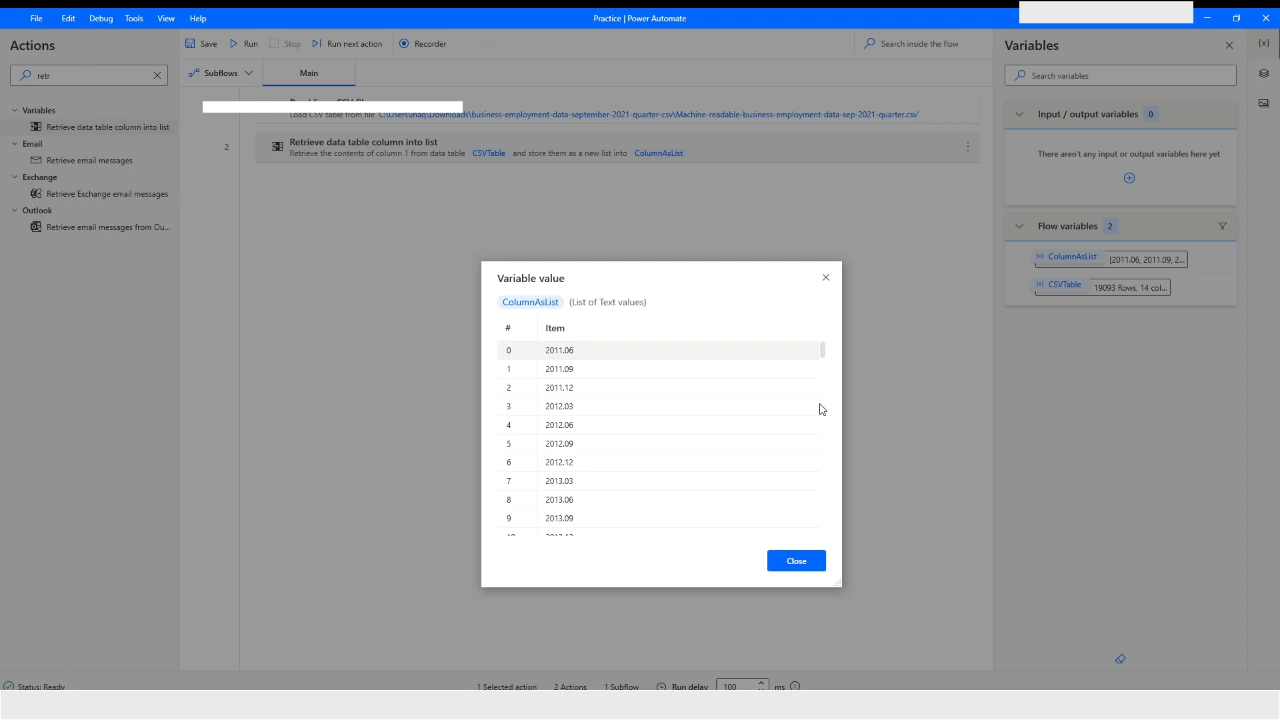 File Edit Debug Tools View Help
Practice | Power Automate
Actions
Save Run Stop Run next action Recorder
Search inside the flow
Variables
{x}
retr
Subflows Main
Search variables
Variables
Retrieve data table column into list
Email
Retrieve email messages
Exchange
Retrieve Exchange email messages
Outlook
Retrieve email messages from Ou...
Load CSV table from file C:\Users\haq\Downloads\business-employment-data-september-2021-quarter-csv\Machine-readable-business-employment-data-sep-2021-quarter.csv'
2
Retrieve data table column into list
Retrieve the contents of column 1 from data table CSVTable and store them as a new list into ColumnAsList
Input / output variables 0
There aren't any input or output variables here yet
Flow variables 2
{x} ColumnAsList [2011.06, 2011.09, 2...
{x} CSVTable 19093 Rows, 14 col...
Variable value
ColumnAsList (List of Text values)
# Item
0 2011.06
1 2011.09
2 2011.12
3 2012.03
4 2012.06
5 2012.09
6 2012.12
7 2013.03
8 2013.06
9 2013.09
Close
Status: Ready
1 Selected action 2 Actions 1 Subflow Run delay 100 ms